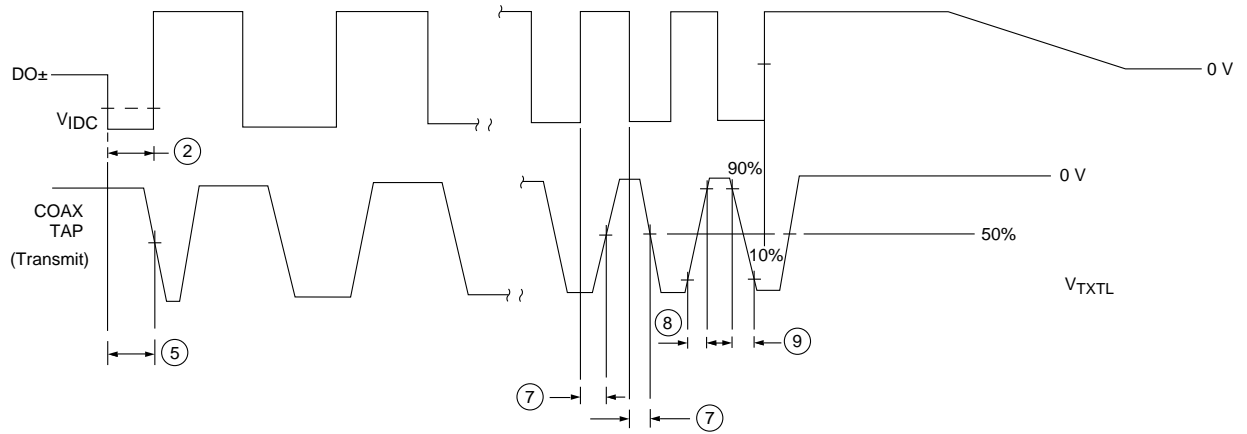 DO±
0 V
VIDC
2
90%
0 V
COAX
TAP
50%
(Transmit)
10%
VTXTL
8
9
5
7
7